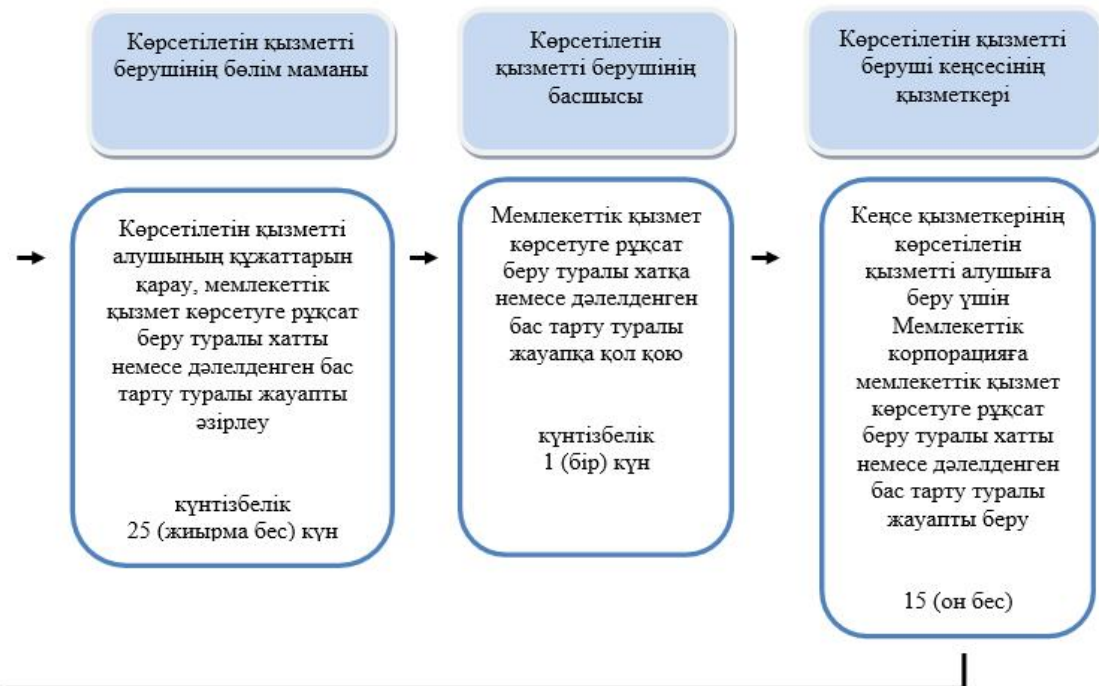 Көрсетілетін қызметті
берушінің бөлім маманы
Көрсетілетін
қызметті берушінің
басшысы
Көрсетілетін қызметті
беруші кеңсесінің
қызметкері
Көрсетілетін қызметті
алушының құжаттарын
қарау, мемлекеттік
қызмет көрсетуге рұқсат
беру туралы хатты
немесе дәлелденген бас
тарту туралы жауапты
әзірлеу
күнтізбелік
25 (жиырма бес) күн
Мемлекеттік қызмет
көрсетуге рұқсат
беру туралы хатқа
немесе дәлелденген
бас тарту туралы
жауапқа қол қою
күнтізбелік
1 (бір) күн
Кеңсе қызметкерінің
көрсетілетін
қызметті алушыға
беру үшін
Мемлекеттік
корпорацияға
мемлекеттік қызмет
көрсетуге рұқсат
беру туралы хатты
немесе дәлелденген
бас тарту туралы
жауапты беру
15 (он бес)